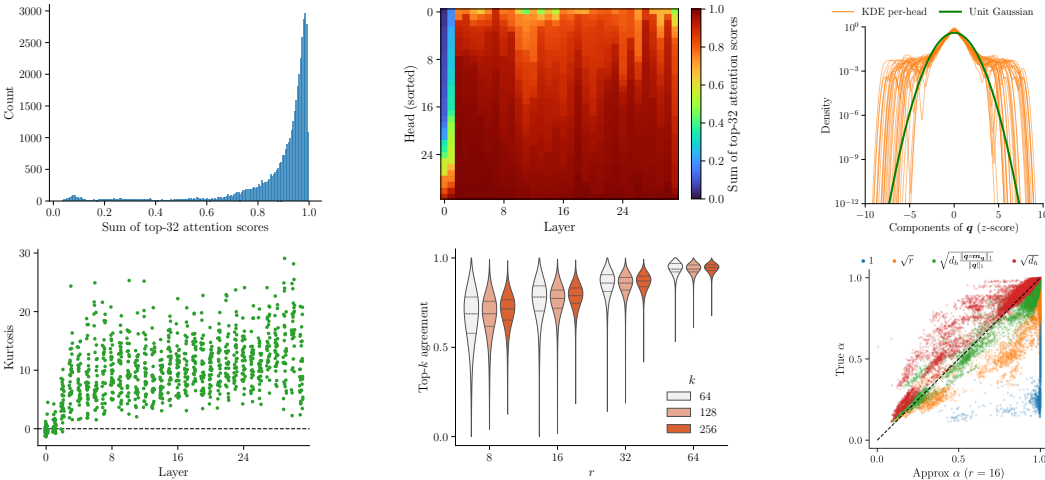 3000
2500
2000
1500
1000
500
0
Count
0.0 0.2 0.4 0.6 0.8 1.0
Sum of top-32 attention scores
0
8
16
24
Head (sorted)
0 8 16 24
Layer
1.0
0.8
0.6
0.4
0.2
0.0
Sum of top-32 attention scores
KDE per-head Unit Gaussian
10⁰
10⁻³
10⁻⁶
10⁻⁹
10⁻¹²
Density
−10 −5 0 5 10
Components of q (z-score)
30
20
10
0
Kurtosis
0 8 16 24
Layer
1.0
0.5
0.0
Top-k agreement
k
64
128
256
8 16 32 64
r
1 √r √(d_h ‖q∘m_q‖₁/‖q‖₁) √d_h
1.0
0.5
0.0
True α
0.0 0.5 1.0
Approx α (r = 16)